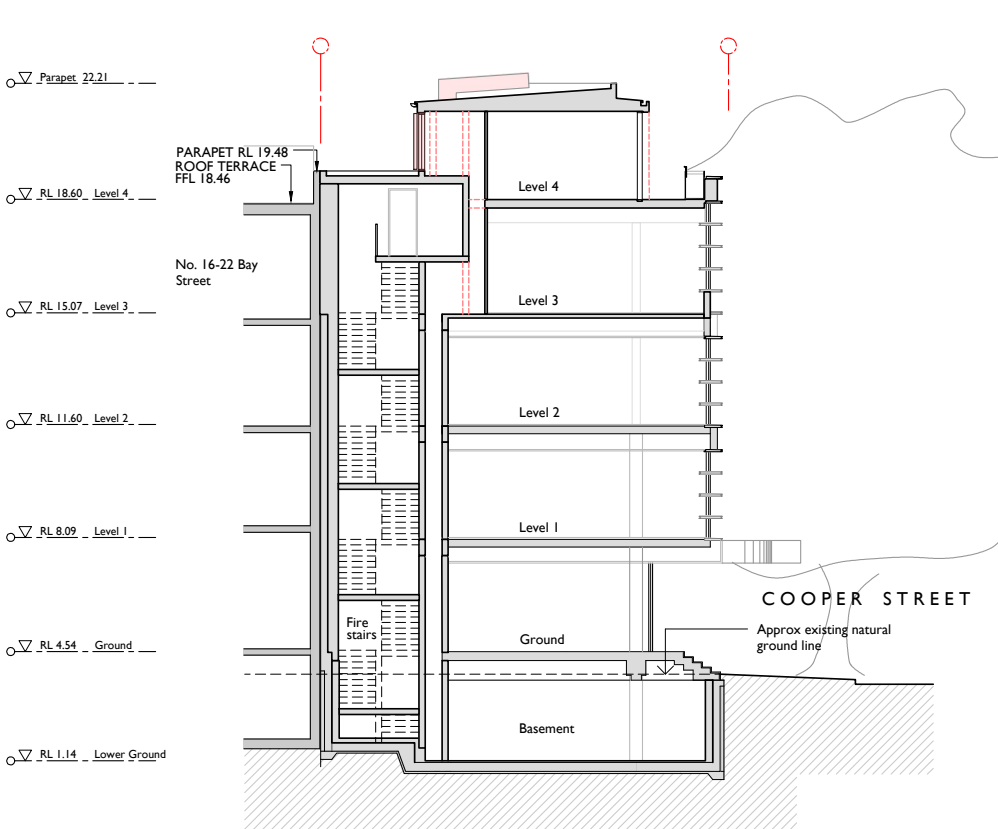 Parapet 22.21
PARAPET RL 19.48
ROOF TERRACE
FFL 18.46
RL 18.60 Level 4
Level 4
No. 16-22 Bay
Street
RL 15.07 Level 3
Level 3
RL 11.60 Level 2
Level 2
RL 8.09 Level 1
Level 1
COOPER STREET
Fire
stairs
Approx existing natural
ground line
RL 4.54 Ground
Ground
Basement
RL 1.14 Lower Ground